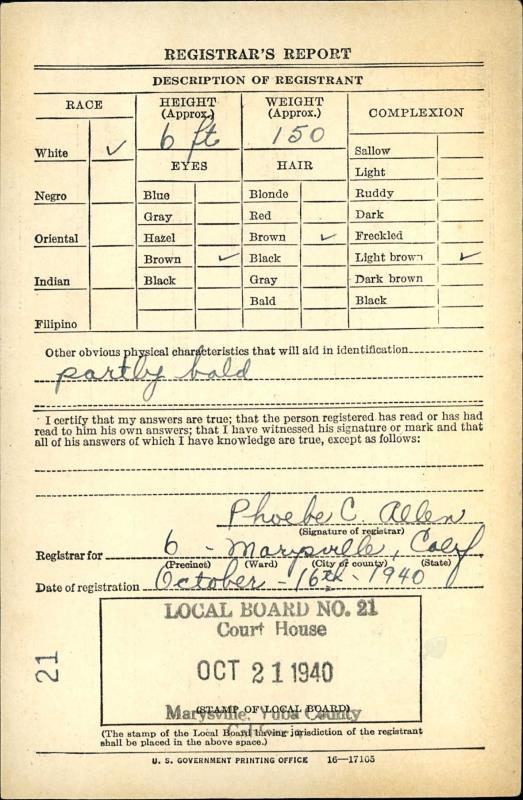 REGISTRAR'S REPORT
DESCRIPTION OF REGISTRANT
RACE
HEIGHT (Approx.)
WEIGHT (Approx.)
COMPLEXION
6 ft
150
White ✓
EYES
HAIR
Sallow
Light
Negro
Blue
Blonde
Ruddy
Gray
Red
Dark
Oriental
Hazel
Brown ✓
Freckled
Brown ✓
Black
Light brown ✓
Indian
Black
Gray
Dark brown
Bald
Black
Filipino
Other obvious physical characteristics that will aid in identification
partly bald
I certify that my answers are true; that the person registered has read or has had
read to him his own answers; that I have witnessed his signature or mark and that
all of his answers of which I have knowledge are true, except as follows:
Phoebe C. Allen
(Signature of registrar)
Registrar for 6 - Marysville, Calif
(Precinct) (Ward) (City or county) (State)
Date of registration October - 16th - 1940
LOCAL BOARD NO. 21
Court House
21
OCT 21 1940
(STAMP OF LOCAL BOARD)
Marysville, Yuba County
California
(The stamp of the Local Board having jurisdiction of the registrant
shall be placed in the above space.)
U. S. GOVERNMENT PRINTING OFFICE 16—17105